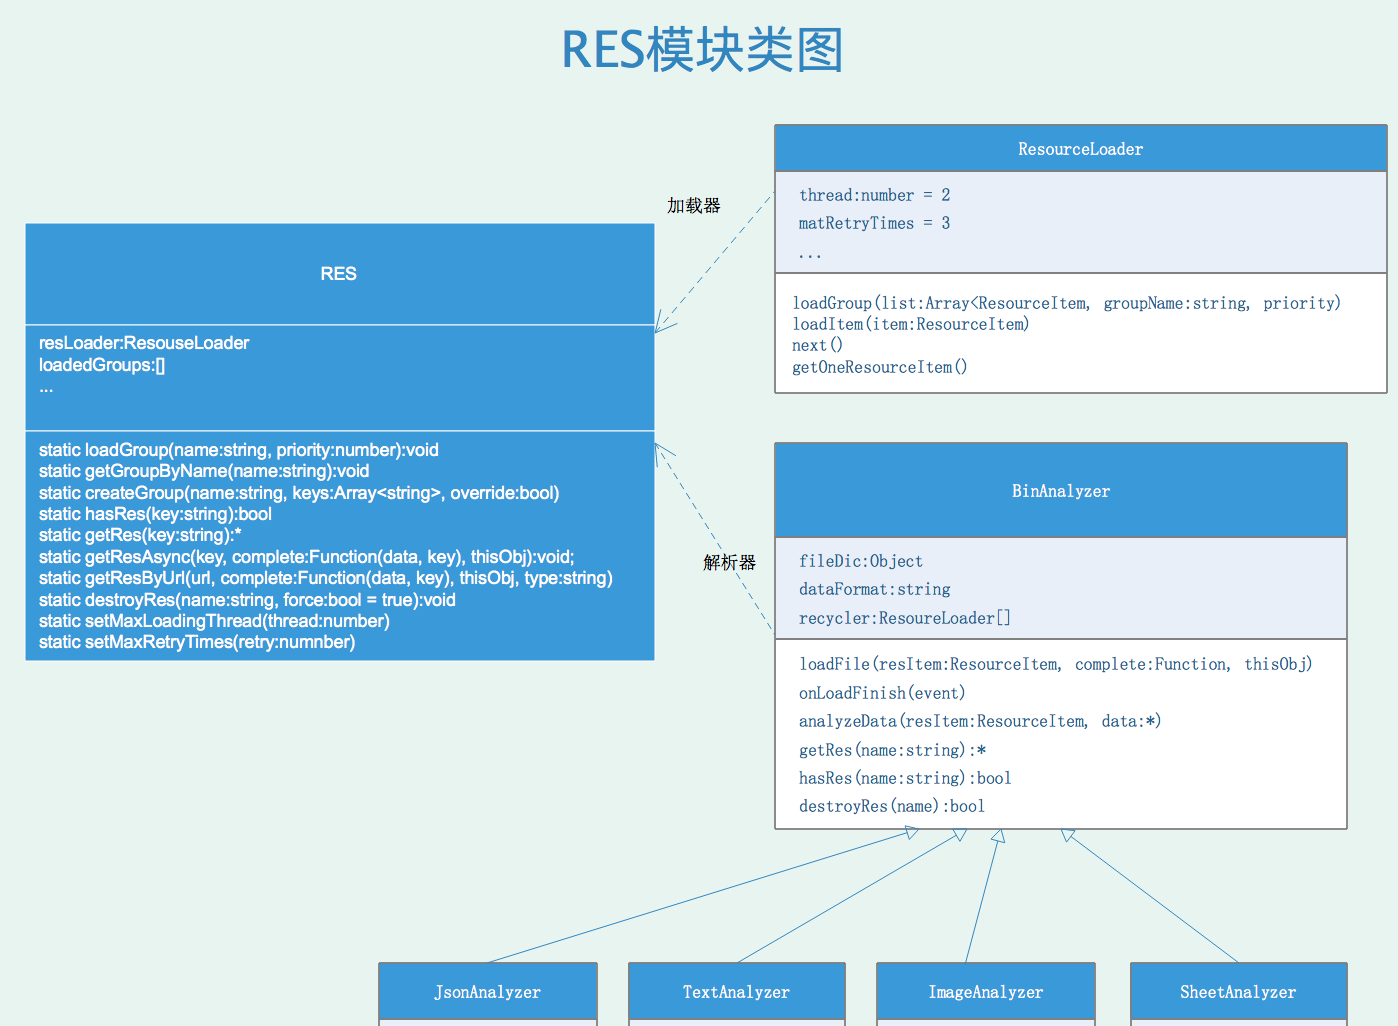 RES模块类图
RES
resLoader:ResouseLoader
loadedGroups:[]
...
static loadGroup(name:string, priority:number):void
static getGroupByName(name:string):void
static createGroup(name:string, keys:Array<string>, override:bool)
static hasRes(key:string):bool
static getRes(key:string):*
static getResAsync(key, complete:Function(data, key), thisObj):void;
static getResByUrl(url, complete:Function(data, key), thisObj, type:string)
static destroyRes(name:string, force:bool = true):void
static setMaxLoadingThread(thread:number)
static setMaxRetryTimes(retry:numnber)
加载器
ResourceLoader
thread:number = 2
matRetryTimes = 3
...
loadGroup(list:Array<ResourceItem, groupName:string, priority)
loadItem(item:ResourceItem)
next()
getOneResourceItem()
解析器
BinAnalyzer
fileDic:Object
dataFormat:string
recycler:ResoureLoader[]
loadFile(resItem:ResourceItem, complete:Function, thisObj)
onLoadFinish(event)
analyzeData(resItem:ResourceItem, data:*)
getRes(name:string):*
hasRes(name:string):bool
destroyRes(name):bool
JsonAnalyzer
TextAnalyzer
ImageAnalyzer
SheetAnalyzer